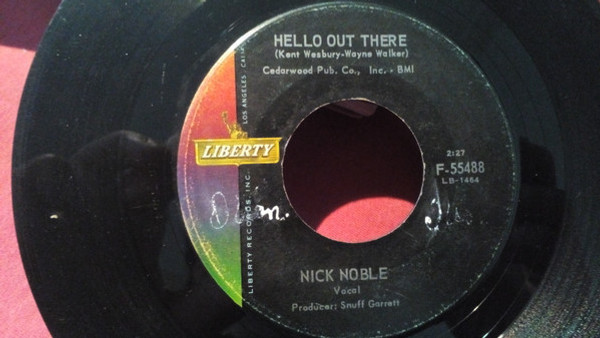 HELLO OUT THERE
(Kent Wesbury-Wayne Walker)
Cedarwood Pub. Co., Inc. - BMI
LIBERTY
2:27
F-55488
LB-1464
LIBERTY RECORDS, INC.
LOS ANGELES - CALIF
NICK NOBLE
Vocal
Producer: Snuff Garrett